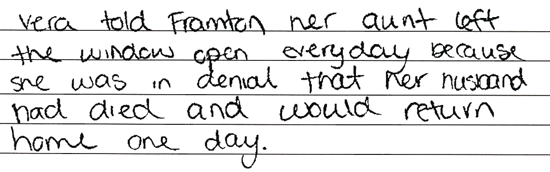 Vera told Framton her aunt left
the window open everyday because
she was in denial that her husband
had died and would return
home one day.